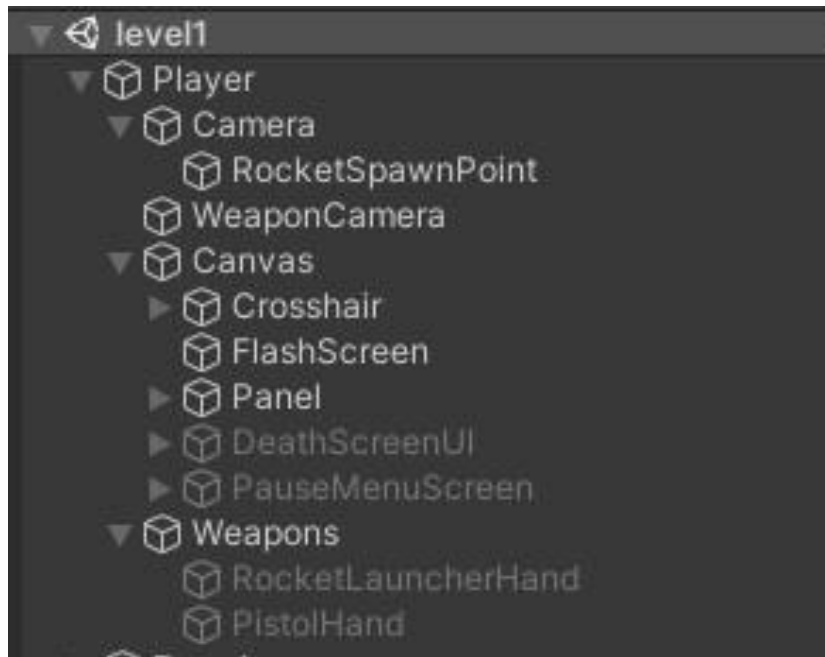 level1
Player
Camera
RocketSpawnPoint
WeaponCamera
Canvas
Crosshair
FlashScreen
Panel
DeathScreenUI
PauseMenuScreen
Weapons
RocketLauncherHand
PistolHand